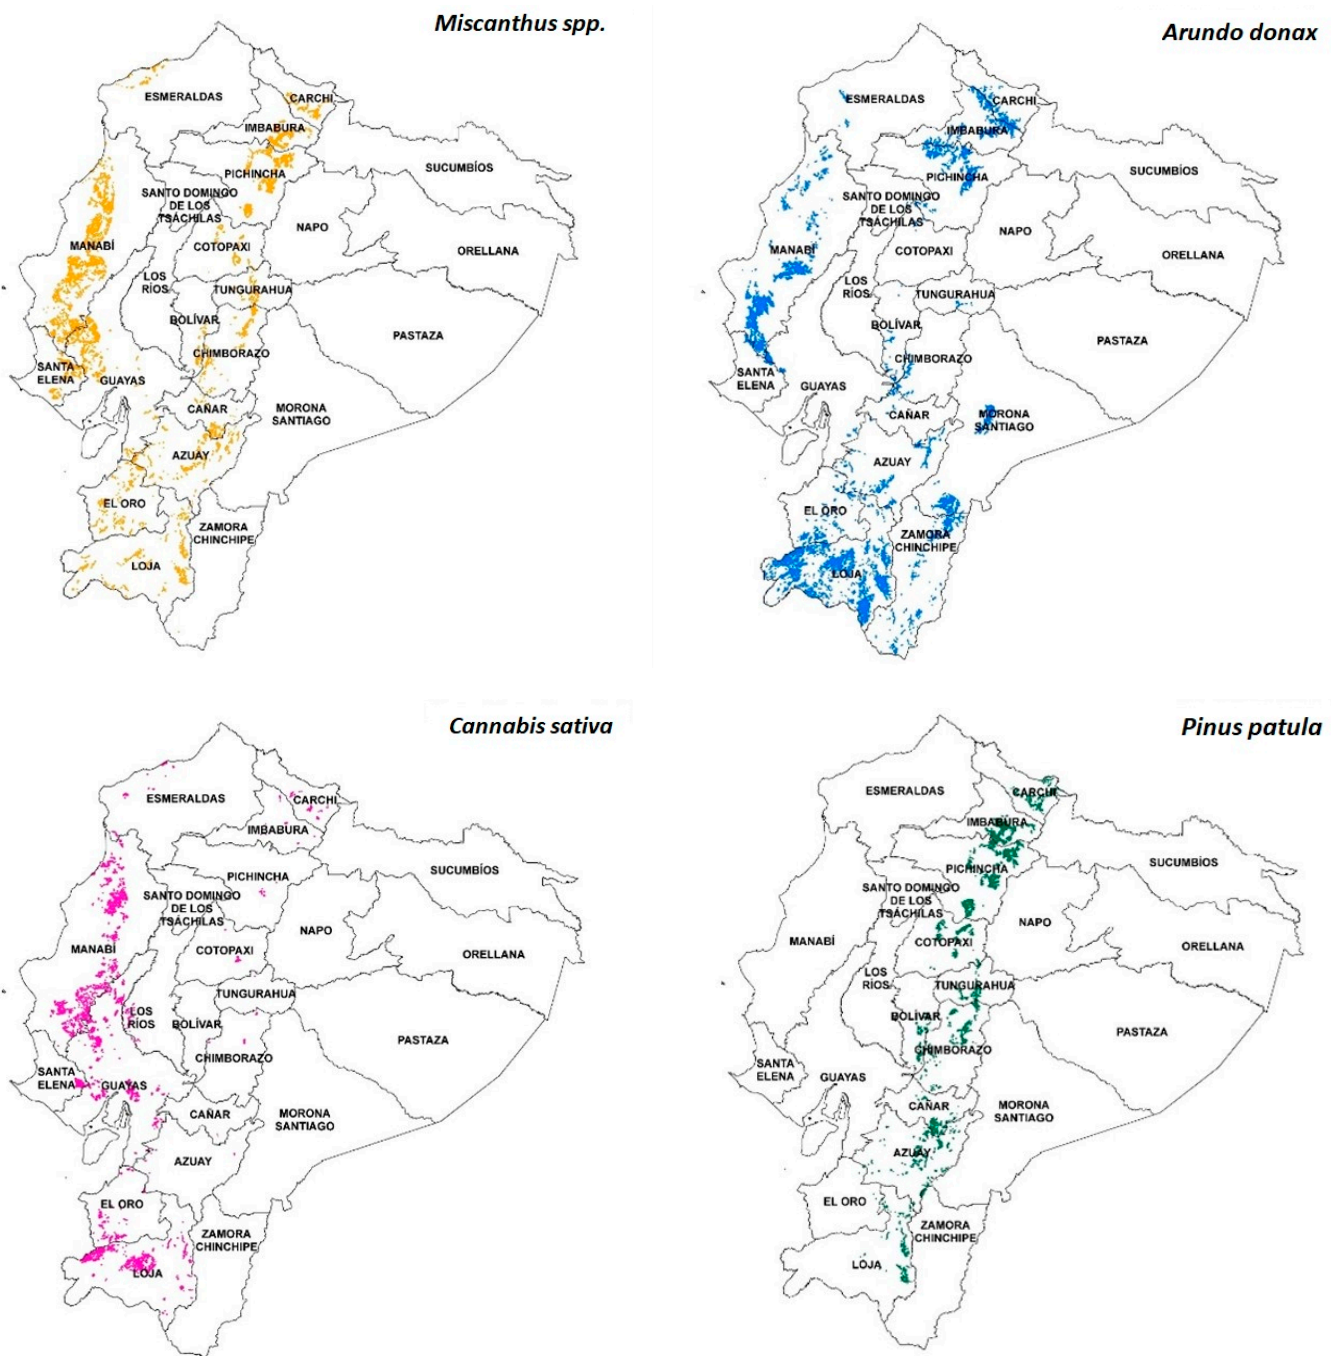 Miscanthus spp.
ESMERALDAS
CARCHI
IMBABURA
SUCUMBÍOS
PICHINCHA
SANTO DOMINGO
DE LOS
TSÁCHILAS
NAPO
MANABÍ
COTOPAXI
ORELLANA
LOS
RÍOS
TUNGURAHUA
BOLÍVAR
PASTAZA
CHIMBORAZO
SANTA
ELENA
GUAYAS
CAÑAR
MORONA
SANTIAGO
AZUAY
EL ORO
ZAMORA
CHINCHIPE
LOJA
Arundo donax
ESMERALDAS
CARCHI
IMBABURA
SUCUMBÍOS
PICHINCHA
SANTO DOMINGO
DE LOS
TSÁCHILAS
NAPO
MANABÍ
COTOPAXI
ORELLANA
LOS
RÍOS
TUNGURAHUA
BOLÍVAR
PASTAZA
CHIMBORAZO
SANTA
ELENA
GUAYAS
CAÑAR
MORONA
SANTIAGO
AZUAY
EL ORO
ZAMORA
CHINCHIPE
LOJA
Cannabis sativa
ESMERALDAS
CARCHI
IMBABURA
SUCUMBÍOS
PICHINCHA
SANTO DOMINGO
DE LOS
TSÁCHILAS
NAPO
MANABÍ
COTOPAXI
ORELLANA
TUNGURAHUA
LOS
RÍOS
BOLÍVAR
PASTAZA
CHIMBORAZO
SANTA
ELENA
GUAYAS
CAÑAR
MORONA
SANTIAGO
AZUAY
EL ORO
ZAMORA
CHINCHIPE
LOJA
Pinus patula
ESMERALDAS
CARCHI
IMBABURA
SUCUMBÍOS
PICHINCHA
SANTO DOMINGO
DE LOS
TSÁCHILAS
NAPO
MANABÍ
COTOPAXI
ORELLANA
LOS
RÍOS
TUNGURAHUA
BOLÍVAR
PASTAZA
CHIMBORAZO
SANTA
ELENA
GUAYAS
CAÑAR
MORONA
SANTIAGO
AZUAY
EL ORO
ZAMORA
CHINCHIPE
LOJA